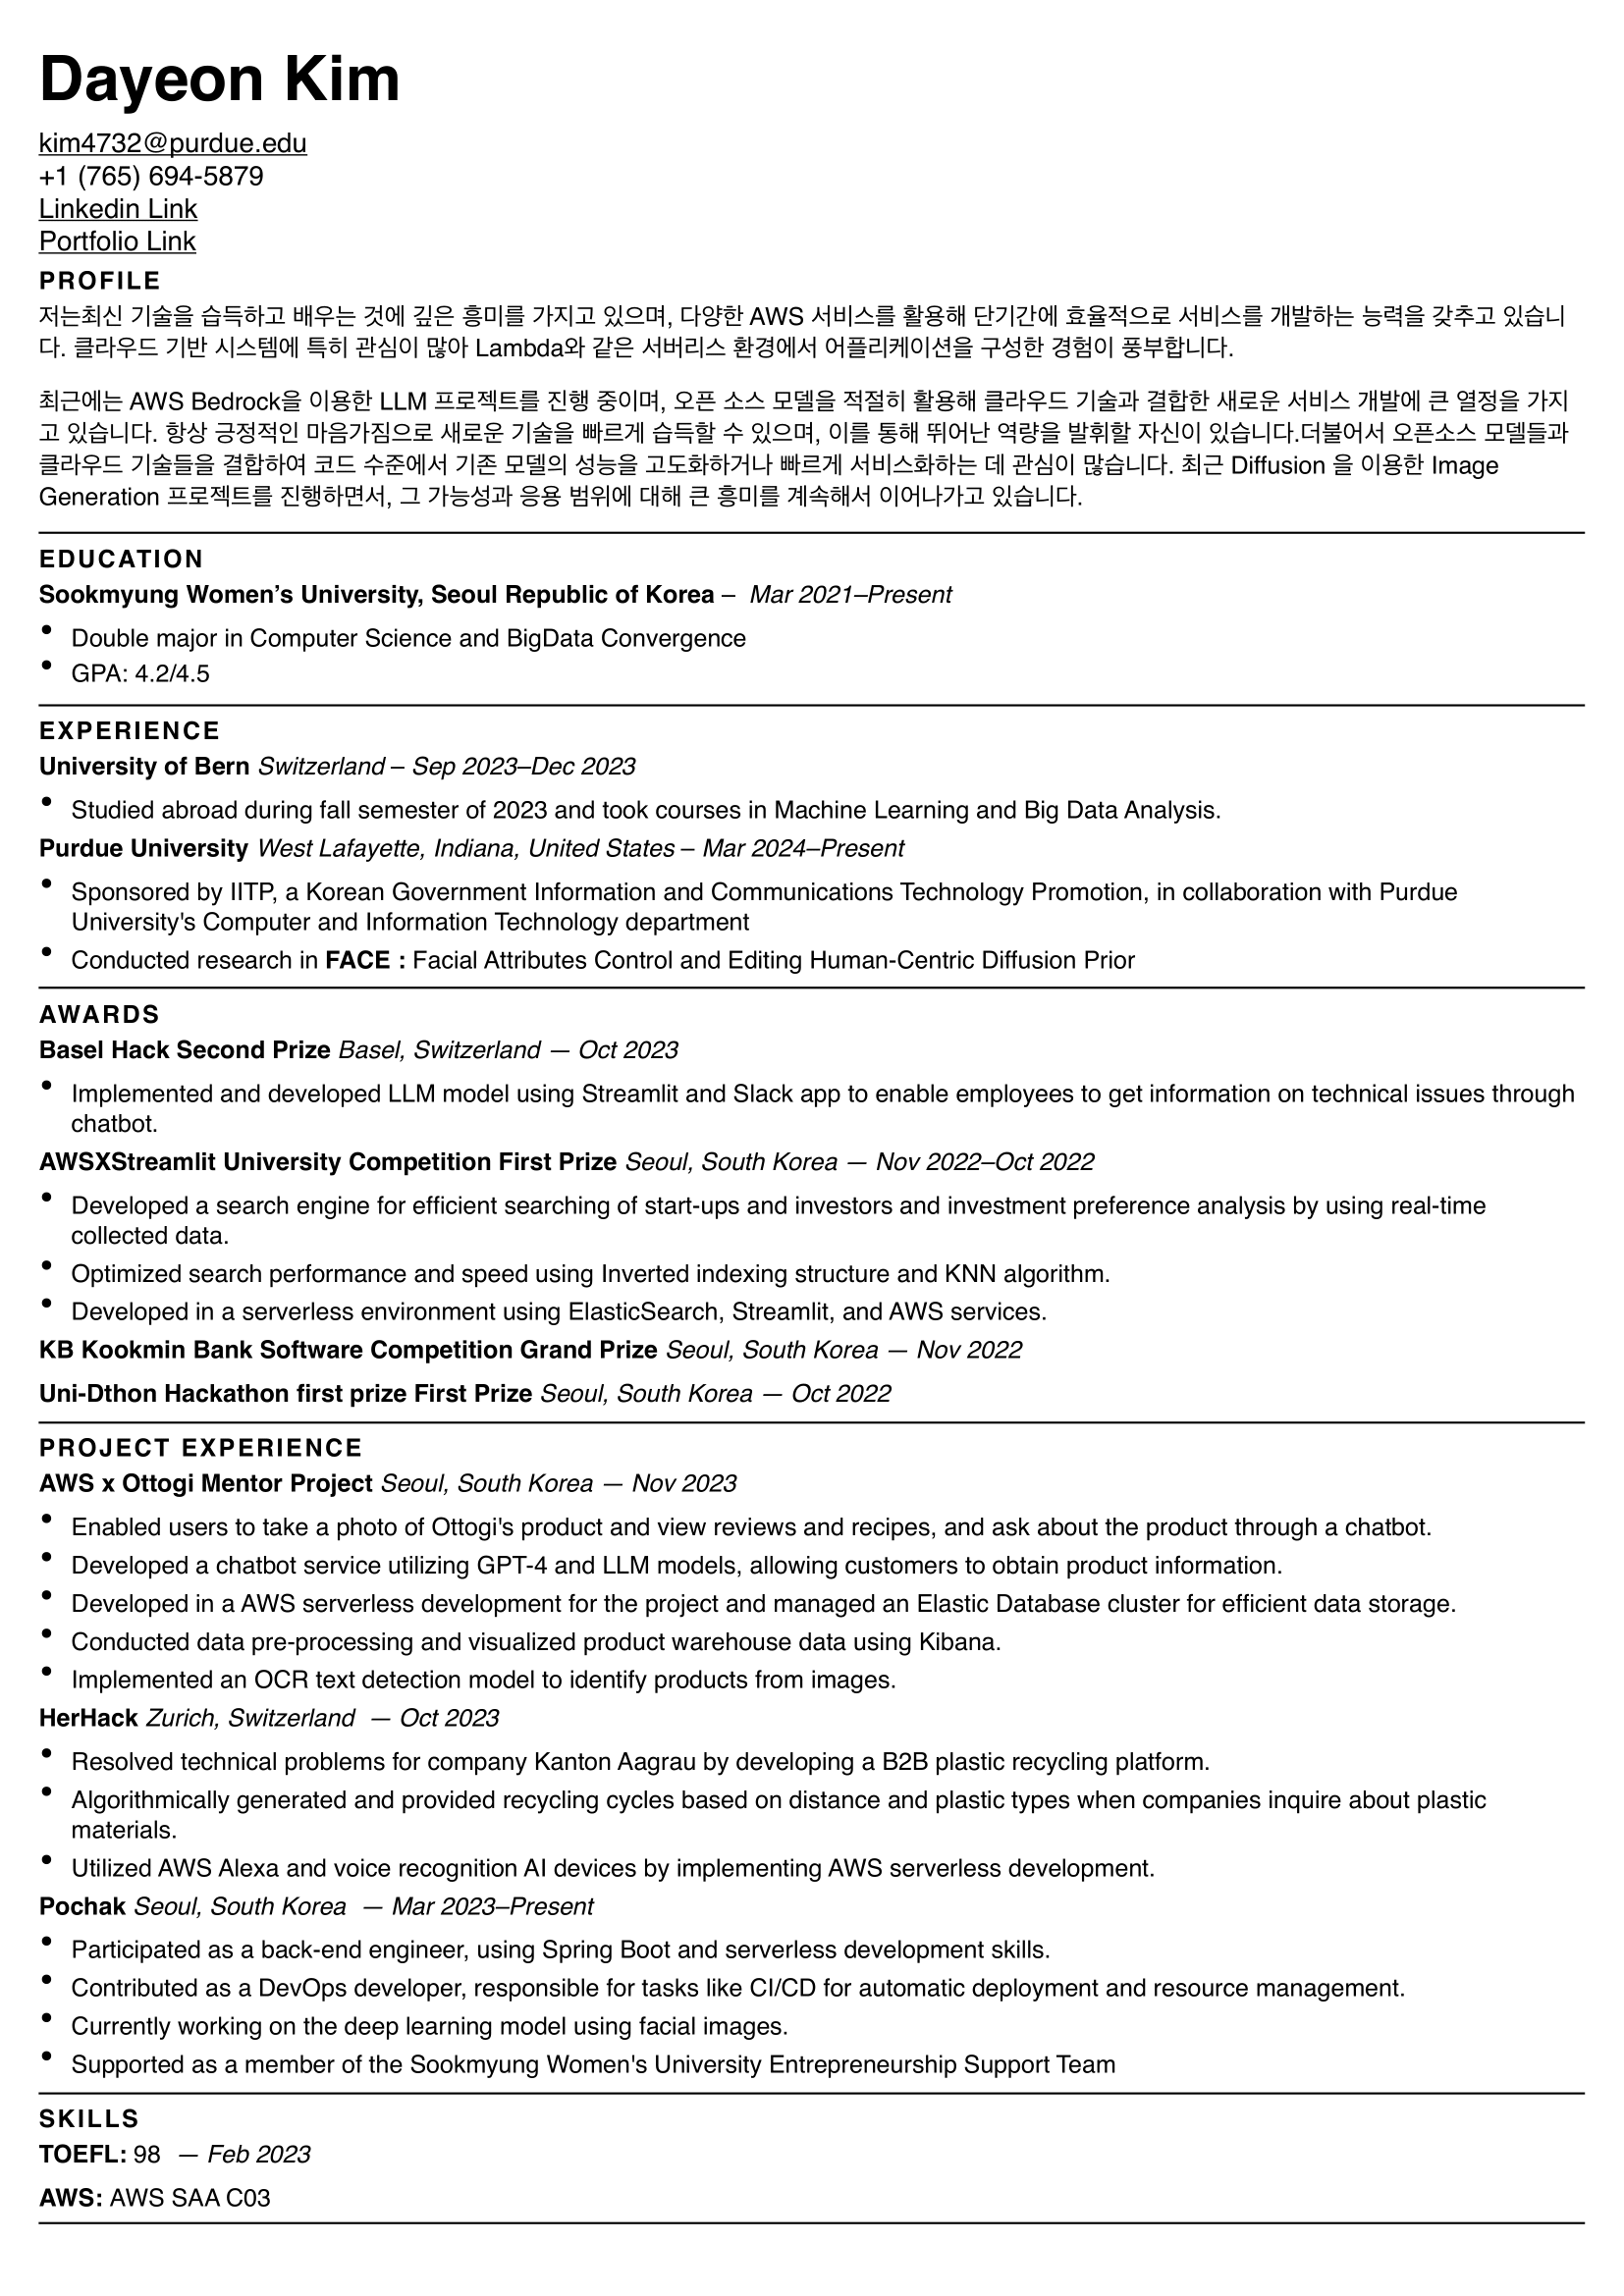 Dayeon Kim
kim4732@purdue.edu
+1 (765) 694-5879
Linkedin Link
Portfolio Link
PROFILE
저는최신 기술을 습득하고 배우는 것에 깊은 흥미를 가지고 있으며, 다양한 AWS 서비스를 활용해 단기간에 효율적으로 서비스를 개발하는 능력을 갖추고 있습니
다. 클라우드 기반 시스템에 특히 관심이 많아 Lambda와 같은 서버리스 환경에서 어플리케이션을 구성한 경험이 풍부합니다.
최근에는 AWS Bedrock을 이용한 LLM 프로젝트를 진행 중이며, 오픈 소스 모델을 적절히 활용해 클라우드 기술과 결합한 새로운 서비스 개발에 큰 열정을 가지
고 있습니다. 항상 긍정적인 마음가짐으로 새로운 기술을 빠르게 습득할 수 있으며, 이를 통해 뛰어난 역량을 발휘할 자신이 있습니다.더불어서 오픈소스 모델들과
클라우드 기술들을 결합하여 코드 수준에서 기존 모델의 성능을 고도화하거나 빠르게 서비스화하는 데 관심이 많습니다. 최근 Diffusion 을 이용한 Image
Generation 프로젝트를 진행하면서, 그 가능성과 응용 범위에 대해 큰 흥미를 계속해서 이어나가고 있습니다.
EDUCATION
Sookmyung Women’s University, Seoul Republic of Korea – Mar 2021–Present
• Double major in Computer Science and BigData Convergence
• GPA: 4.2/4.5
EXPERIENCE
University of Bern Switzerland – Sep 2023–Dec 2023
• Studied abroad during fall semester of 2023 and took courses in Machine Learning and Big Data Analysis.
Purdue University West Lafayette, Indiana, United States – Mar 2024–Present
• Sponsored by IITP, a Korean Government Information and Communications Technology Promotion, in collaboration with Purdue
University's Computer and Information Technology department
• Conducted research in FACE : Facial Attributes Control and Editing Human-Centric Diffusion Prior
AWARDS
Basel Hack Second Prize Basel, Switzerland — Oct 2023
• Implemented and developed LLM model using Streamlit and Slack app to enable employees to get information on technical issues through
chatbot.
AWSXStreamlit University Competition First Prize Seoul, South Korea — Nov 2022–Oct 2022
• Developed a search engine for efficient searching of start-ups and investors and investment preference analysis by using real-time
collected data.
• Optimized search performance and speed using Inverted indexing structure and KNN algorithm.
• Developed in a serverless environment using ElasticSearch, Streamlit, and AWS services.
KB Kookmin Bank Software Competition Grand Prize Seoul, South Korea — Nov 2022
Uni-Dthon Hackathon first prize First Prize Seoul, South Korea — Oct 2022
PROJECT EXPERIENCE
AWS x Ottogi Mentor Project Seoul, South Korea — Nov 2023
• Enabled users to take a photo of Ottogi's product and view reviews and recipes, and ask about the product through a chatbot.
• Developed a chatbot service utilizing GPT-4 and LLM models, allowing customers to obtain product information.
• Developed in a AWS serverless development for the project and managed an Elastic Database cluster for efficient data storage.
• Conducted data pre-processing and visualized product warehouse data using Kibana.
• Implemented an OCR text detection model to identify products from images.
HerHack Zurich, Switzerland — Oct 2023
• Resolved technical problems for company Kanton Aagrau by developing a B2B plastic recycling platform.
• Algorithmically generated and provided recycling cycles based on distance and plastic types when companies inquire about plastic
materials.
• Utilized AWS Alexa and voice recognition AI devices by implementing AWS serverless development.
Pochak Seoul, South Korea — Mar 2023–Present
• Participated as a back-end engineer, using Spring Boot and serverless development skills.
• Contributed as a DevOps developer, responsible for tasks like CI/CD for automatic deployment and resource management.
• Currently working on the deep learning model using facial images.
• Supported as a member of the Sookmyung Women's University Entrepreneurship Support Team
SKILLS
TOEFL: 98 — Feb 2023
AWS: AWS SAA C03